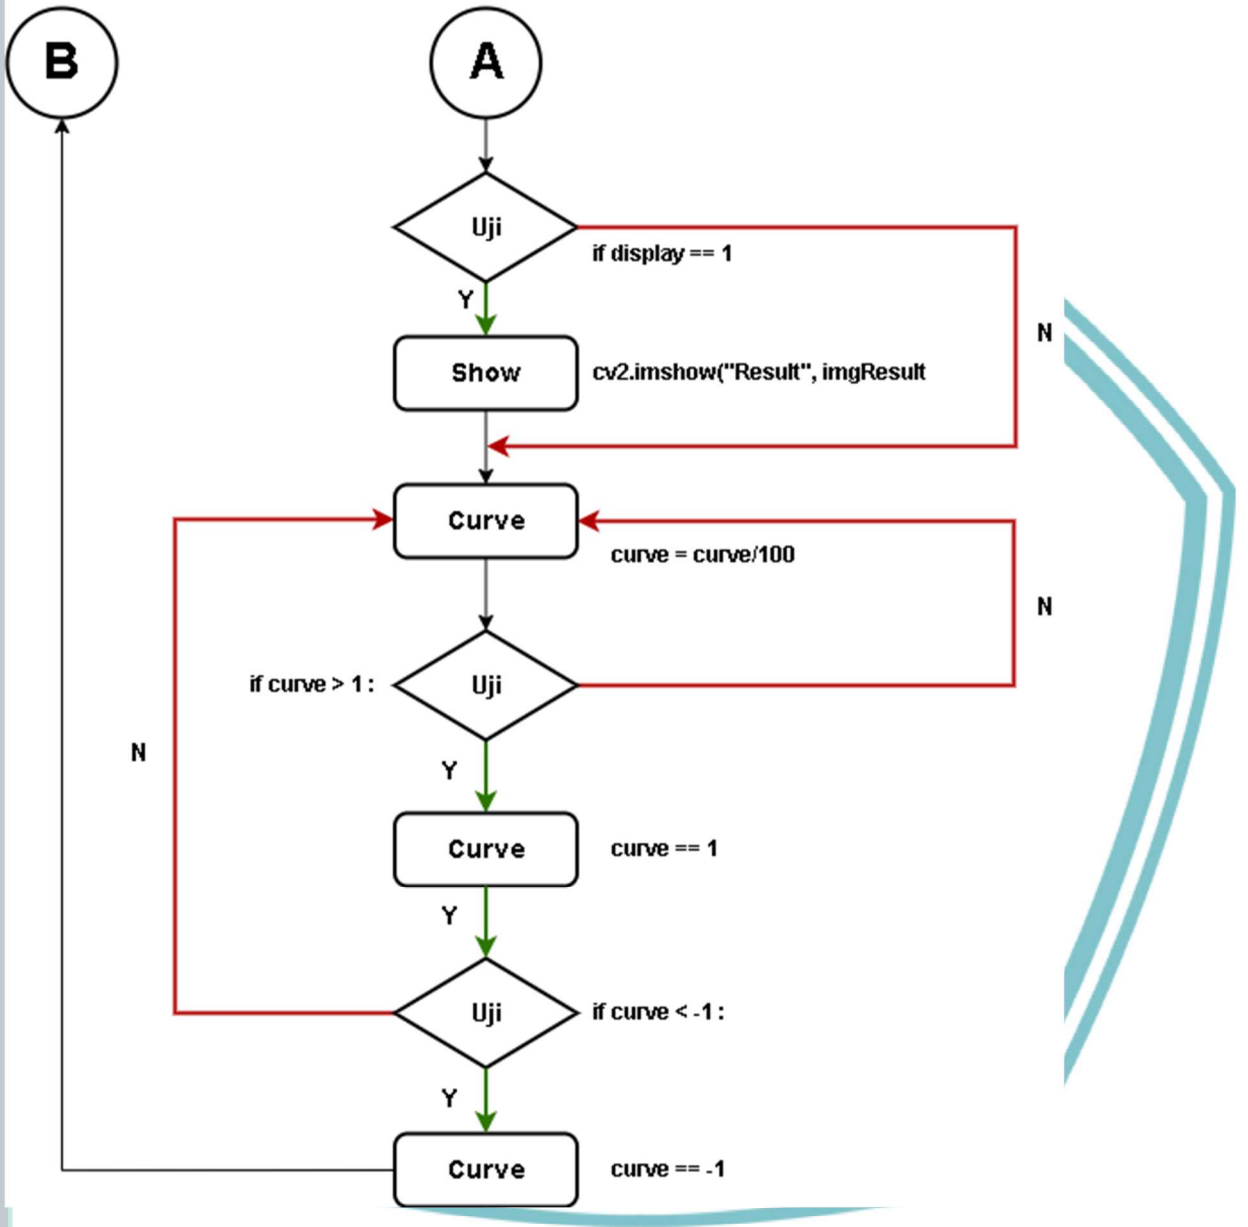 B
A
Uji
if display == 1
Y
N
Show
cv2.imshow("Result", imgResult
Curve
curve = curve/100
N
if curve > 1 :
Uji
N
Y
Curve
curve == 1
Y
Uji
if curve < -1 :
Y
Curve
curve == -1